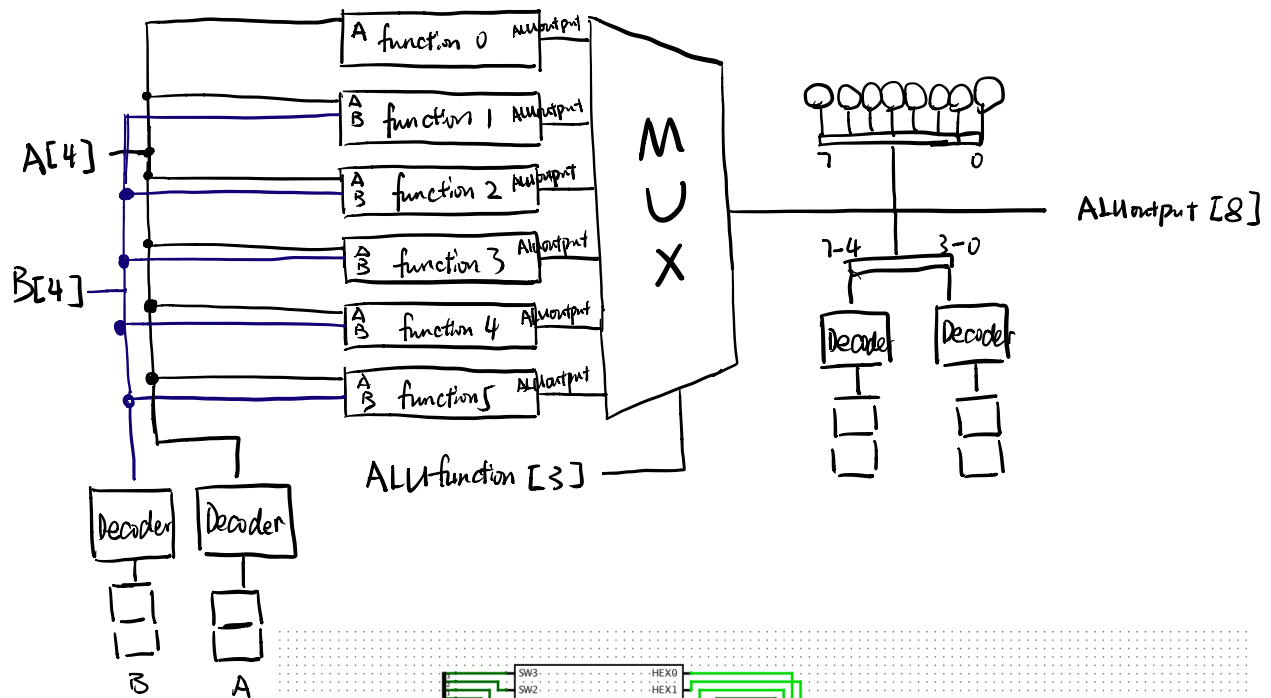 A function 0 ALUoutput
A
B function 1 ALUoutput
A
B function 2 ALUoutput
A
B function 3 ALUoutput
A
B function 4 ALUoutput
A
B function 5 ALUoutput
A[4]
B[4]
MUX
7 0
ALUoutput [8]
7-4 3-0
Decoder Decoder
ALUfunction [3]
Decoder Decoder
B A
SW3 HEX0
SW2 HEX1